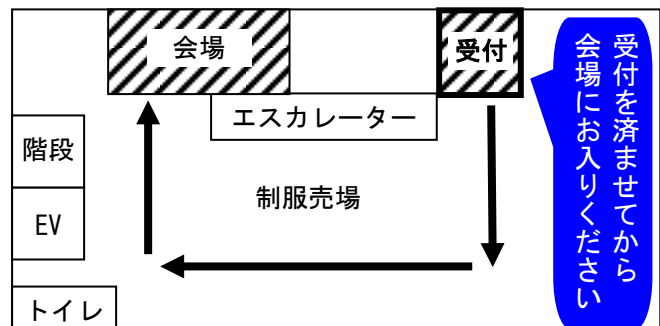 会場
受付
受付を済ませてから
会場にお入りください
エスカレーター
階段
制服売場
EV
トイレ